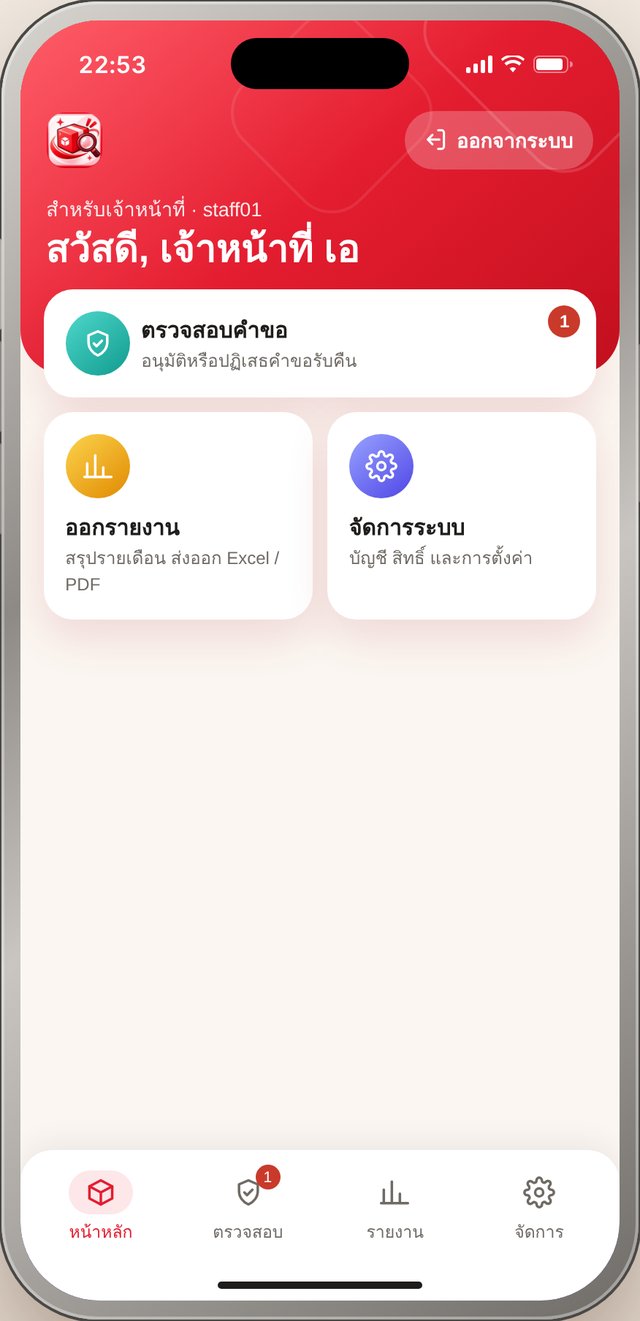 22:53
ออกจากระบบ
สำหรับเจ้าหน้าที่ · staff01
สวัสดี, เจ้าหน้าที่ เอ
ตรวจสอบคำขอ
1
อนุมัติหรือปฏิเสธคำขอรับคืน
ออกรายงาน
สรุปรายเดือน ส่งออก Excel /
PDF
จัดการระบบ
บัญชี สิทธิ์ และการตั้งค่า
1
หน้าหลัก
ตรวจสอบ
รายงาน
จัดการ